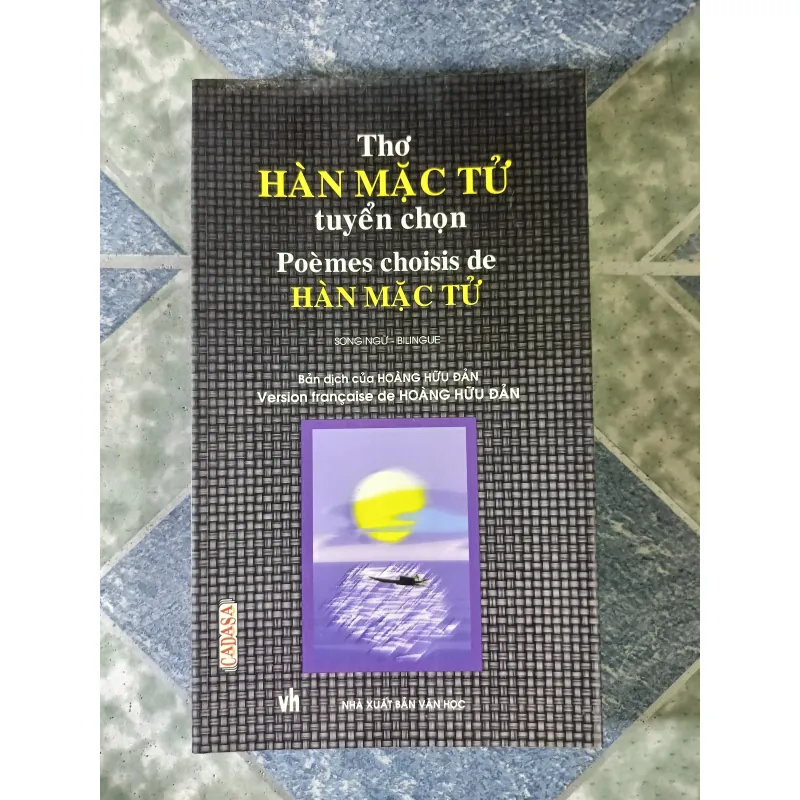 Thơ
HÀN MẶC TỬ
tuyển chọn
Poèmes choisis de
HÀN MẶC TỬ
SONG NGỮ - BILINGUE
Bản dịch của HOÀNG HỮU ĐẢN
Version française de HOÀNG HỮU ĐẢN
CADASA
vh
NHÀ XUẤT BẢN VĂN HỌC